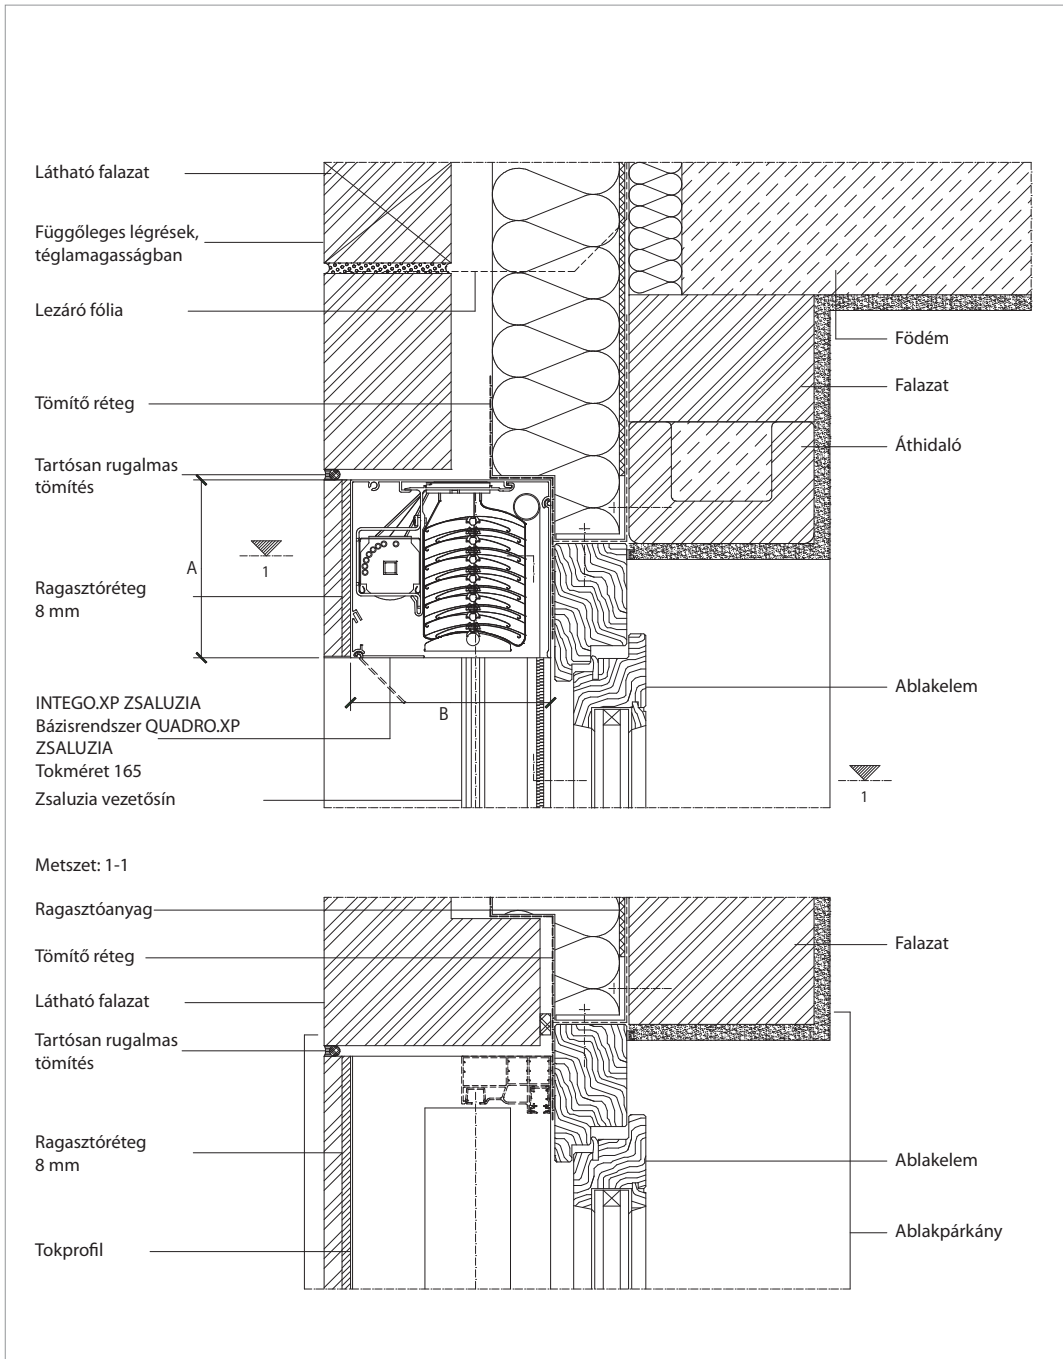 Látható falazat
Függőleges légrések,
téglamagasságban
Lezáró fólia
Födém
Falazat
Tömítő réteg
Áthidaló
Tartósan rugalmas
tömítés
A
1
Ragasztóréteg
8 mm
Ablakelem
INTEGO.XP ZSALUZIA
B
Bázisrendszer QUADRO.XP
ZSALUZIA
Tokméret 165
Zsaluzia vezetősín
1
Metszet: 1-1
Ragasztóanyag
Falazat
Tömítő réteg
Látható falazat
Tartósan rugalmas
tömítés
Ragasztóréteg
8 mm
Ablakelem
Ablakpárkány
Tokprofil